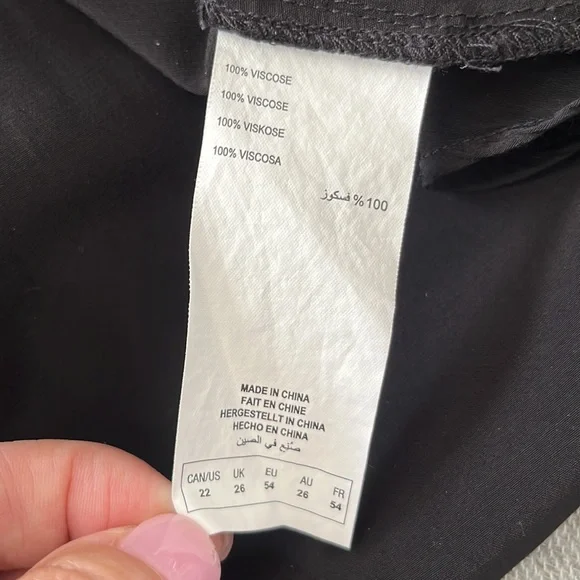 100% VISCOSE
100% VISCOSE
100% VISKOSE
100% VISCOSA
100 % فسكوز
MADE IN CHINA
FAIT EN CHINE
HERGESTELLT IN CHINA
HECHO EN CHINA
صنع في الصين
CAN/US UK EU AU FR
22 26 54 26 54